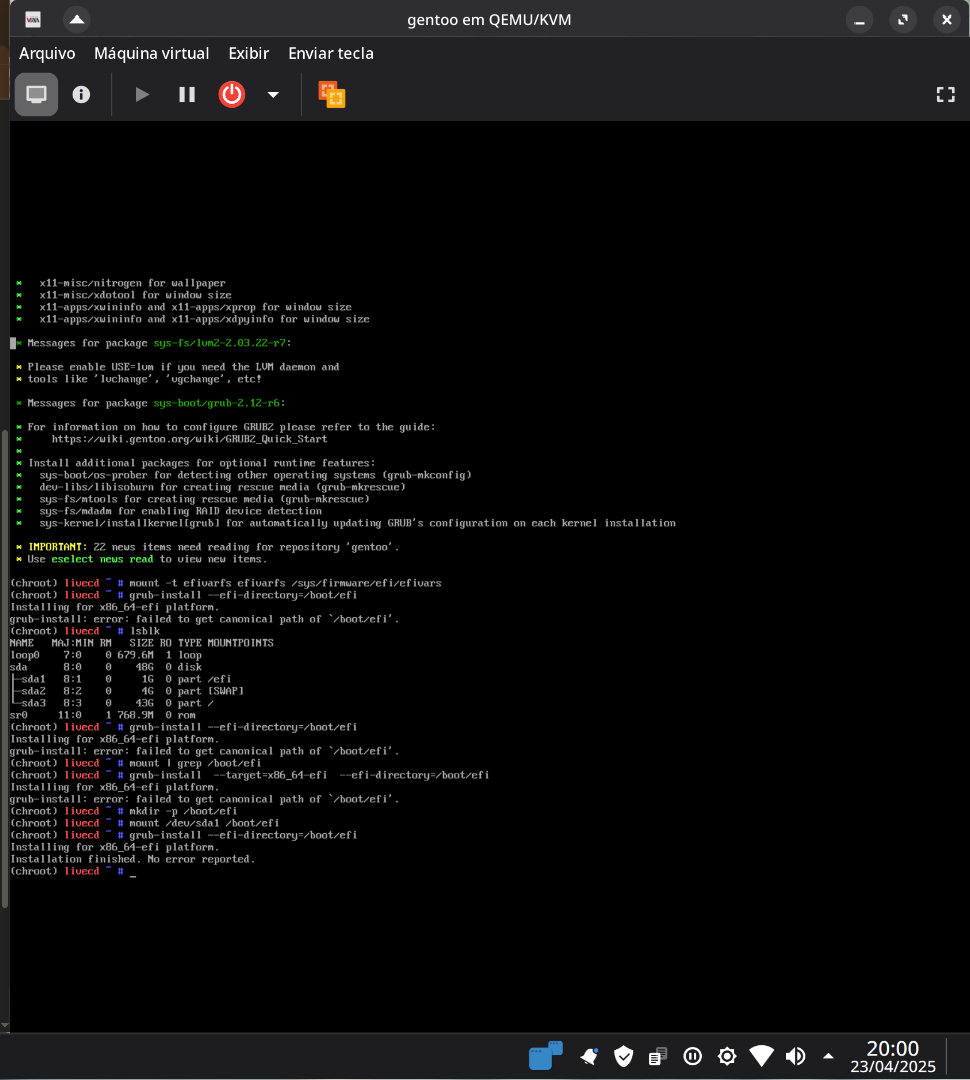 gentoo em QEMU/KVM
Arquivo Máquina virtual Exibir Enviar tecla
* x11-misc/nitrogen for wallpaper
* x11-misc/xdotool for window size
* x11-apps/xwininfo and x11-apps/xprop for window size
* x11-apps/xwininfo and x11-apps/xdpyinfo for window size
* Messages for package sys-fs/lvm2-2.03.22-r7:
* Please enable USE=lvm if you need the LVM daemon and
* tools like 'lvchange', 'vgchange', etc!
* Messages for package sys-boot/grub-2.12-r6:
* For information on how to configure GRUB2 please refer to the guide:
* https://wiki.gentoo.org/wiki/GRUB2_Quick_Start
*
* Install additional packages for optional runtime features:
* sys-boot/os-prober for detecting other operating systems (grub-mkconfig)
* dev-libs/libisoburn for creating rescue media (grub-mkrescue)
* sys-fs/mtools for creating rescue media (grub-mkrescue)
* sys-fs/mdadm for enabling RAID device detection
* sys-kernel/installkernel[grub] for automatically updating GRUB's configuration on each kernel installation
* IMPORTANT: 22 news items need reading for repository 'gentoo'.
* Use eselect news read to view new items.
(chroot) livecd ~ # mount -t efivarfs efivarfs /sys/firmware/efi/efivars
(chroot) livecd ~ # grub-install --efi-directory=/boot/efi
Installing for x86_64-efi platform.
grub-install: error: failed to get canonical path of `/boot/efi'.
(chroot) livecd ~ # lsblk
NAME MAJ:MIN RM SIZE RO TYPE MOUNTPOINTS
loop0 7:0 0 679.6M 1 loop
sda 8:0 0 48G 0 disk
├─sda1 8:1 0 1G 0 part /efi
├─sda2 8:2 0 4G 0 part [SWAP]
└─sda3 8:3 0 43G 0 part /
sr0 11:0 1 768.9M 0 rom
(chroot) livecd ~ # grub-install --efi-directory=/boot/efi
Installing for x86_64-efi platform.
grub-install: error: failed to get canonical path of `/boot/efi'.
(chroot) livecd ~ # mount | grep /boot/efi
(chroot) livecd ~ # grub-install --target=x86_64-efi --efi-directory=/boot/efi
Installing for x86_64-efi platform.
grub-install: error: failed to get canonical path of `/boot/efi'.
(chroot) livecd ~ # mkdir -p /boot/efi
(chroot) livecd ~ # mount /dev/sda1 /boot/efi
(chroot) livecd ~ # grub-install --efi-directory=/boot/efi
Installing for x86_64-efi platform.
Installation finished. No error reported.
(chroot) livecd ~ # _
20:00
23/04/2025